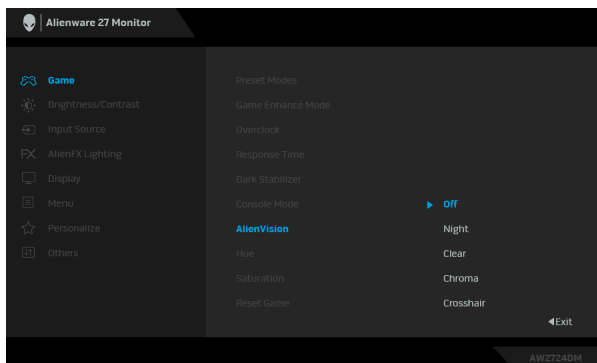 Alienware 27 Monitor
Game
Brightness/Contrast
Input Source
AlienFX Lighting
Display
Menu
Personalize
Others
Preset Modes
Game Enhance Mode
Overclock
Response Time
Dark Stabilizer
Console Mode
AlienVision
Hue
Saturation
Reset Game
Off
Night
Clear
Chroma
Crosshair
Exit
AW2724DM